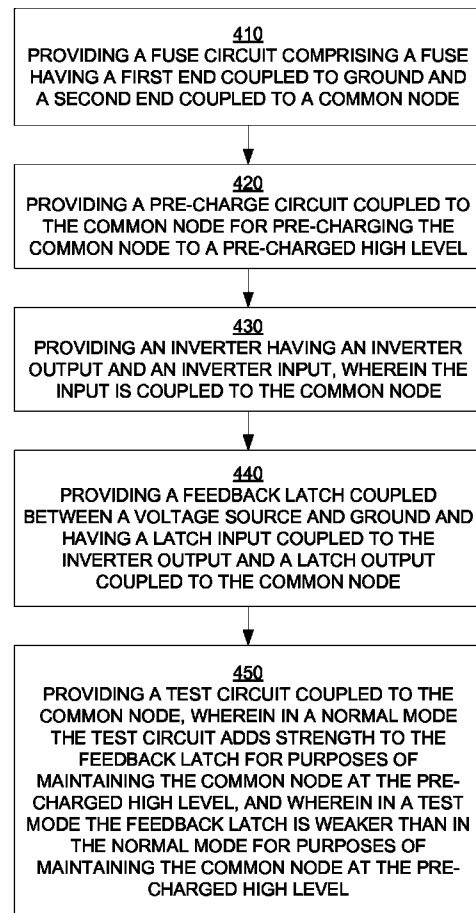 410
PROVIDING A FUSE CIRCUIT COMPRISING A FUSE
HAVING A FIRST END COUPLED TO GROUND AND
A SECOND END COUPLED TO A COMMON NODE
420
PROVIDING A PRE-CHARGE CIRCUIT COUPLED TO
THE COMMON NODE FOR PRE-CHARGING THE
COMMON NODE TO A PRE-CHARGED HIGH LEVEL
430
PROVIDING AN INVERTER HAVING AN INVERTER
OUTPUT AND AN INVERTER INPUT, WHEREIN THE
INPUT IS COUPLED TO THE COMMON NODE
440
PROVIDING A FEEDBACK LATCH COUPLED
BETWEEN A VOLTAGE SOURCE AND GROUND AND
HAVING A LATCH INPUT COUPLED TO THE
INVERTER OUTPUT AND A LATCH OUTPUT
COUPLED TO THE COMMON NODE
450
PROVIDING A TEST CIRCUIT COUPLED TO THE
COMMON NODE, WHEREIN IN A NORMAL MODE
THE TEST CIRCUIT ADDS STRENGTH TO THE
FEEDBACK LATCH FOR PURPOSES OF
MAINTAINING THE COMMON NODE AT THE PRE-
CHARGED HIGH LEVEL, AND WHEREIN IN A TEST
MODE THE FEEDBACK LATCH IS WEAKER THAN IN
THE NORMAL MODE FOR PURPOSES OF
MAINTAINING THE COMMON NODE AT THE PRE-
CHARGED HIGH LEVEL